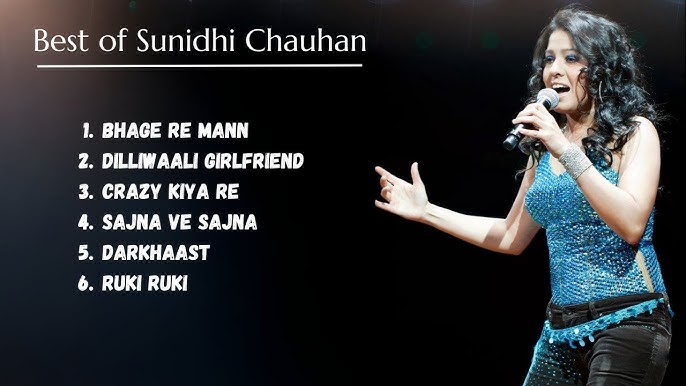 Best of Sunidhi Chauhan
1. BHAGE RE MANN
2. DILLIWAALI GIRLFRIEND
3. CRAZY KIYA RE
4. SAJNA VE SAJNA
5. DARKHAAST
6. RUKI RUKI